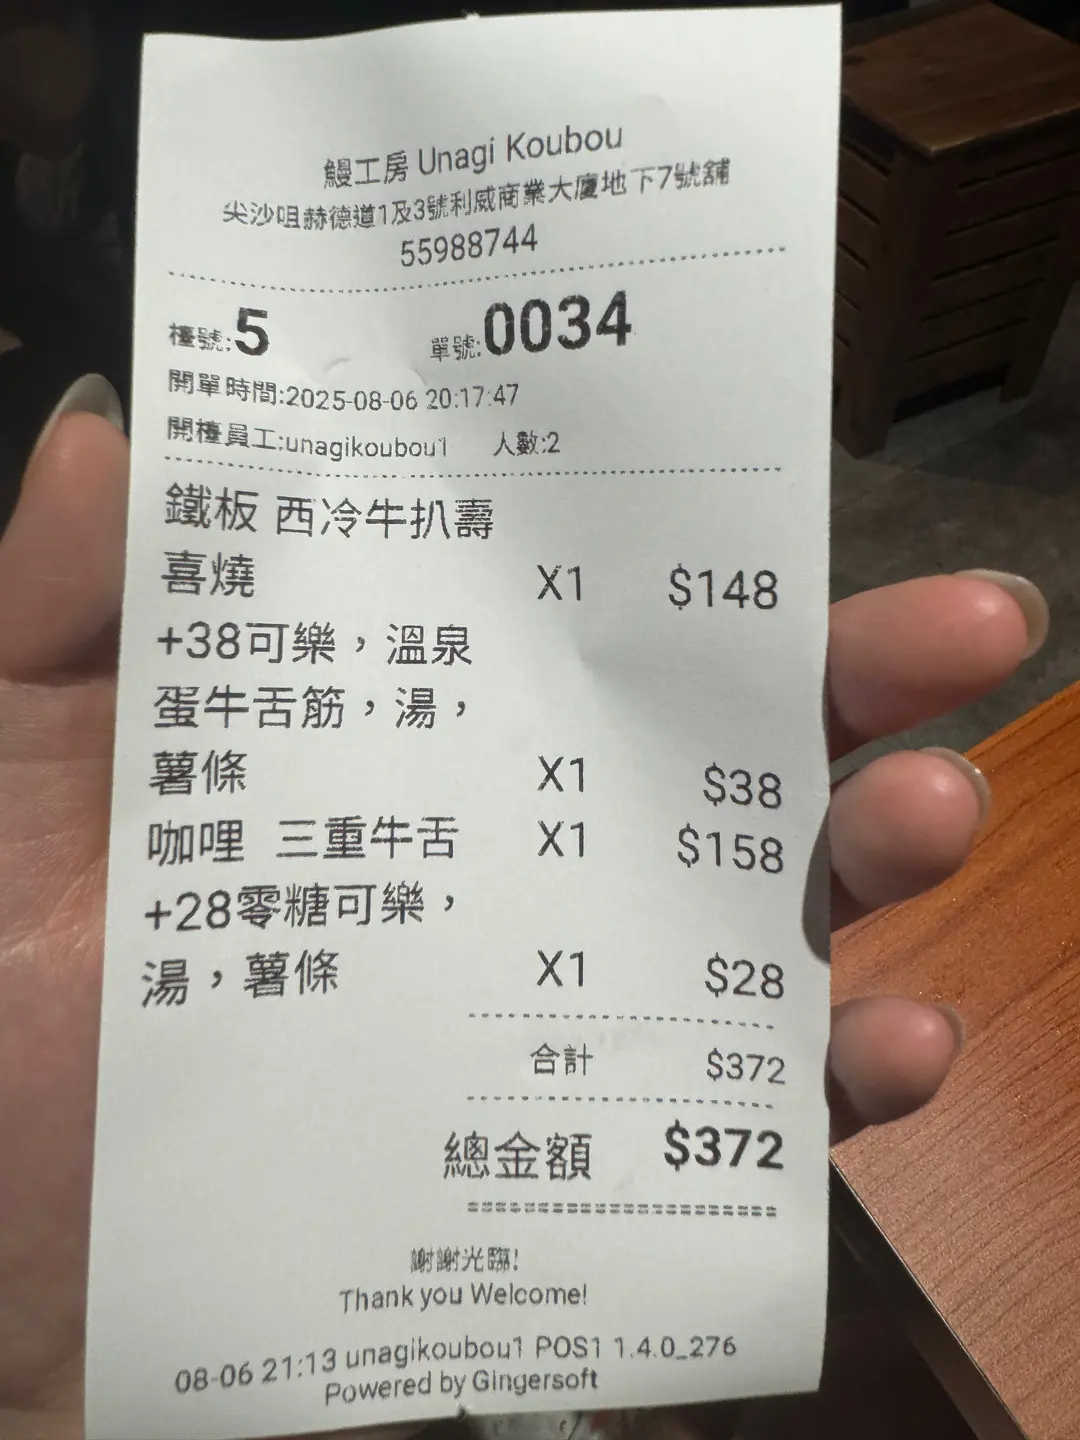 鰻工房 Unagi Koubou
尖沙咀赫德道1及3號利威商業大廈地下7號舖
55988744
檯號:5 單號:0034
開單時間:2025-08-06 20:17:47
開檯員工:unagikoubou1 人數:2
鐵板 西冷牛扒壽
喜燒 X1 $148
+38可樂，溫泉
蛋牛舌筋，湯，
薯條 X1 $38
咖哩 三重牛舌 X1 $158
+28零糖可樂，
湯，薯條 X1 $28
合計 $372
總金額 $372
謝謝光臨!
Thank you Welcome!
08-06 21:13 unagikoubou1 POS1 1.4.0_276
Powered by Gingersoft